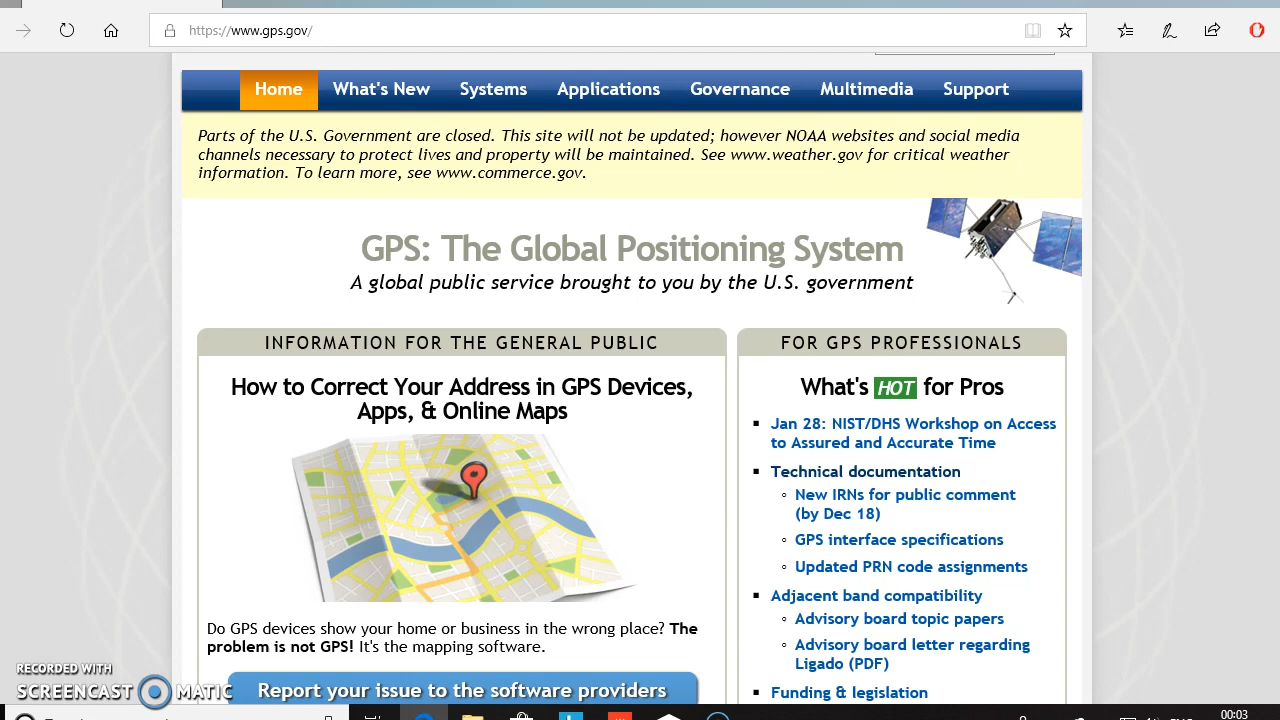 https://www.gps.gov/
Home What's New Systems Applications Governance Multimedia Support
Parts of the U.S. Government are closed. This site will not be updated; however NOAA websites and social media
channels necessary to protect lives and property will be maintained. See www.weather.gov for critical weather
information. To learn more, see www.commerce.gov.
GPS: The Global Positioning System
A global public service brought to you by the U.S. government
INFORMATION FOR THE GENERAL PUBLIC
How to Correct Your Address in GPS Devices,
Apps, & Online Maps
Do GPS devices show your home or business in the wrong place? The
problem is not GPS! It's the mapping software.
Report your issue to the software providers
FOR GPS PROFESSIONALS
What's HOT for Pros
Jan 28: NIST/DHS Workshop on Access
to Assured and Accurate Time
Technical documentation
New IRNs for public comment
(by Dec 18)
GPS interface specifications
Updated PRN code assignments
Adjacent band compatibility
Advisory board topic papers
Advisory board letter regarding
Ligado (PDF)
Funding & legislation
RECORDED WITH
SCREENCAST MATIC
00:03